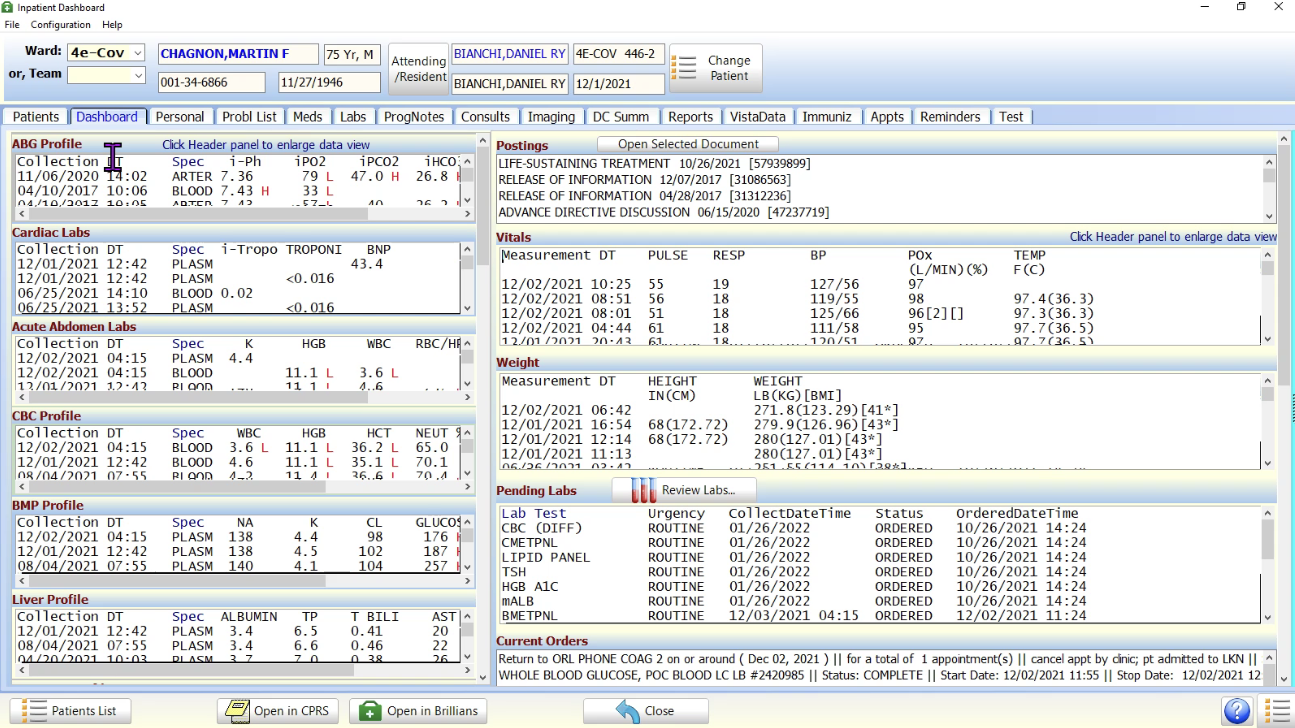 Inpatient Dashboard
File Configuration Help
Ward: 4e-Cov CHAGNON,MARTIN F 75 Yr, M Attending /Resident BIANCHI,DANIEL RY 4E-COV 446-2 Change Patient
or, Team 001-34-6866 11/27/1946 BIANCHI,DANIEL RY 12/1/2021
Patients Dashboard Personal Probl List Meds Labs ProgNotes Consults Imaging DC Summ Reports VistaData Immuniz Appts Reminders Test
ABG Profile Click Header panel to enlarge data view
Collection DT Spec i-Ph iPO2 iPCO2 iHCO
11/06/2020 14:02 ARTER 7.36 79 L 47.0 H 26.8 H
04/10/2017 10:06 BLOOD 7.43 H 33 L
Cardiac Labs
Collection DT Spec i-Tropo TROPONI BNP
12/01/2021 12:42 PLASM 43.4
12/01/2021 12:42 PLASM <0.016
06/25/2021 14:10 BLOOD 0.02
06/25/2021 13:52 PLASM <0.016
Acute Abdomen Labs
Collection DT Spec K HGB WBC RBC/HP
12/02/2021 04:15 PLASM 4.4
12/02/2021 04:15 BLOOD 11.1 L 3.6 L
CBC Profile
Collection DT Spec WBC HGB HCT NEUT %
12/02/2021 04:15 BLOOD 3.6 L 11.1 L 36.2 L 65.0
12/01/2021 12:42 BLOOD 4.6 11.1 L 35.1 L 70.1
BMP Profile
Collection DT Spec NA K CL GLUCOS
12/02/2021 04:15 PLASM 138 4.4 98 176 H
12/01/2021 12:42 PLASM 138 4.5 102 187 H
08/04/2021 07:55 PLASM 140 4.1 104 257 H
Liver Profile
Collection DT Spec ALBUMIN TP T BILI AST
12/01/2021 12:42 PLASM 3.4 6.5 0.41 20
08/04/2021 07:55 PLASM 3.4 6.6 0.46 22
04/20/2021 10:03 PLASM 3.7 7.0 0.38 26
Postings Open Selected Document
LIFE-SUSTAINING TREATMENT 10/26/2021 [57939899]
RELEASE OF INFORMATION 12/07/2017 [31086563]
RELEASE OF INFORMATION 04/28/2017 [31312236]
ADVANCE DIRECTIVE DISCUSSION 06/15/2020 [47237719]
Vitals Click Header panel to enlarge data view
Measurement DT PULSE RESP BP POx TEMP
(L/MIN)(%) F(C)
12/02/2021 10:25 55 19 127/56 97
12/02/2021 08:51 56 18 119/55 98 97.4(36.3)
12/02/2021 08:01 51 18 125/66 96[2][] 97.3(36.5)
12/02/2021 04:44 61 18 111/58 95 97.7(36.5)
12/01/2021 20:43 61 18 120/51 97 97.7(36.5)
Weight
Measurement DT HEIGHT WEIGHT
IN(CM) LB(KG)[BMI]
12/02/2021 06:42 271.8(123.29)[41*]
12/01/2021 16:54 68(172.72) 279.9(126.96)[43*]
12/01/2021 12:14 68(172.72) 280(127.01)[43*]
12/01/2021 11:13 280(127.01)[43*]
Pending Labs Review Labs...
Lab Test Urgency CollectDateTime Status OrderedDateTime
CBC (DIFF) ROUTINE 01/26/2022 ORDERED 10/26/2021 14:24
CMETPNL ROUTINE 01/26/2022 ORDERED 10/26/2021 14:24
LIPID PANEL ROUTINE 01/26/2022 ORDERED 10/26/2021 14:24
TSH ROUTINE 01/26/2022 ORDERED 10/26/2021 14:24
HGB A1C ROUTINE 01/26/2022 ORDERED 10/26/2021 14:24
mALB ROUTINE 01/26/2022 ORDERED 10/26/2021 14:24
BMETPNL ROUTINE 12/03/2021 04:15 ORDERED 12/02/2021 11:24
Current Orders
Return to ORL PHONE COAG 2 on or around ( Dec 02, 2021 ) || for a total of 1 appointment(s) || cancel appt by clinic; pt admitted to LKN ||
WHOLE BLOOD GLUCOSE, POC BLOOD LC LB #2420985 || Status: COMPLETE || Start Date: 12/02/2021 11:55 || Stop Date: 12/02/2021 12
Patients List Open in CPRS Open in Brillians Close ?